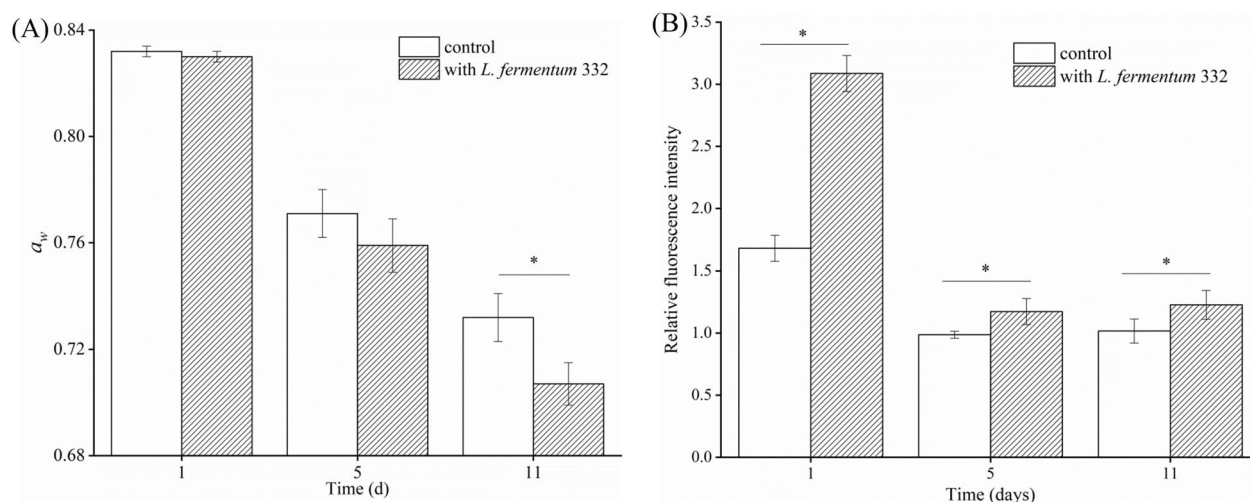 (A)
0.84
0.80
0.76
0.72
0.68
a_w
control
with L. fermentum 332
*
1
5
11
Time (d)
(B)
3.5
3.0
2.5
2.0
1.5
1.0
0.5
0.0
Relative fluorescence intensity
control
with L. fermentum 332
*
*
*
1
5
11
Time (days)